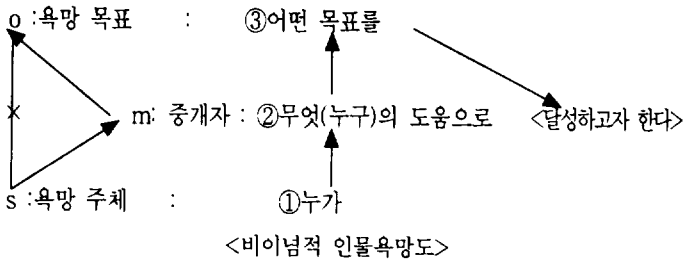 o :욕망 목표 : ③어떤 목표를
m: 중개자 : ②무엇(누구)의 도움으로 <달성하고자 한다>
s :욕망 주체 : ①누가
<비이념적 인물욕망도>